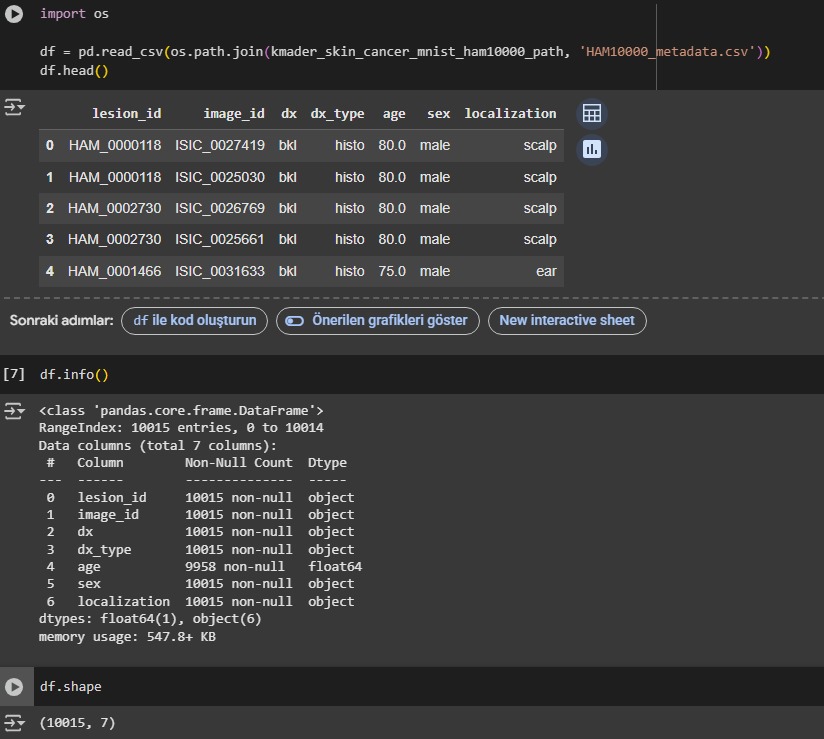 import os
df = pd.read_csv(os.path.join(kmader_skin_cancer_mnist_ham10000_path, 'HAM10000_metadata.csv'))
df.head()
lesion_id image_id dx dx_type age sex localization
0 HAM_0000118 ISIC_0027419 bkl histo 80.0 male scalp
1 HAM_0000118 ISIC_0025030 bkl histo 80.0 male scalp
2 HAM_0002730 ISIC_0026769 bkl histo 80.0 male scalp
3 HAM_0002730 ISIC_0025661 bkl histo 80.0 male scalp
4 HAM_0001466 ISIC_0031633 bkl histo 75.0 male ear
Sonraki adımlar: df ile kod oluşturun Önerilen grafikleri göster New interactive sheet
[7] df.info()
<class 'pandas.core.frame.DataFrame'>
RangeIndex: 10015 entries, 0 to 10014
Data columns (total 7 columns):
# Column Non-Null Count Dtype
--- ------ -------------- -----
0 lesion_id 10015 non-null object
1 image_id 10015 non-null object
2 dx 10015 non-null object
3 dx_type 10015 non-null object
4 age 9958 non-null float64
5 sex 10015 non-null object
6 localization 10015 non-null object
dtypes: float64(1), object(6)
memory usage: 547.8+ KB
df.shape
(10015, 7)